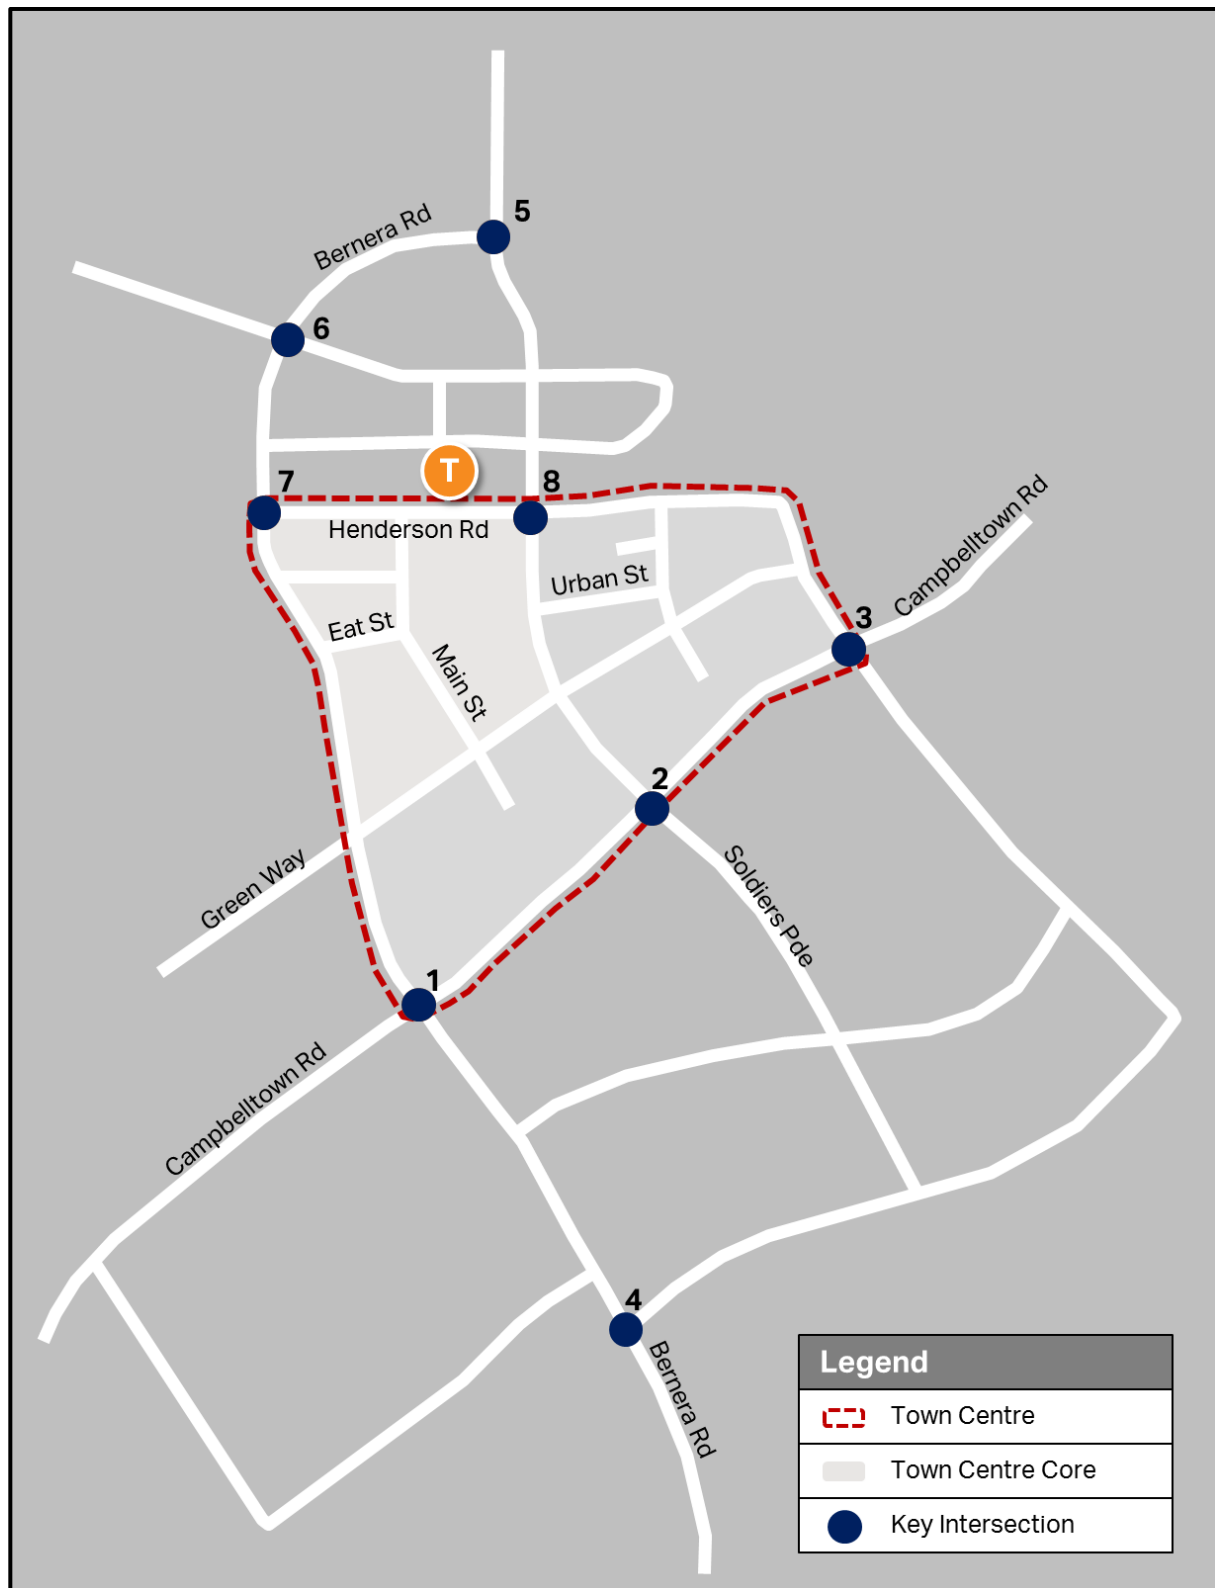 5
Bernera Rd
6
T
7
8
Henderson Rd
Campbelltown Rd
Urban St
3
Eat St
Main St
2
Green Way
Soldiers Pde
1
Campbelltown Rd
4
Bernera Rd
Legend
Town Centre
Town Centre Core
Key Intersection